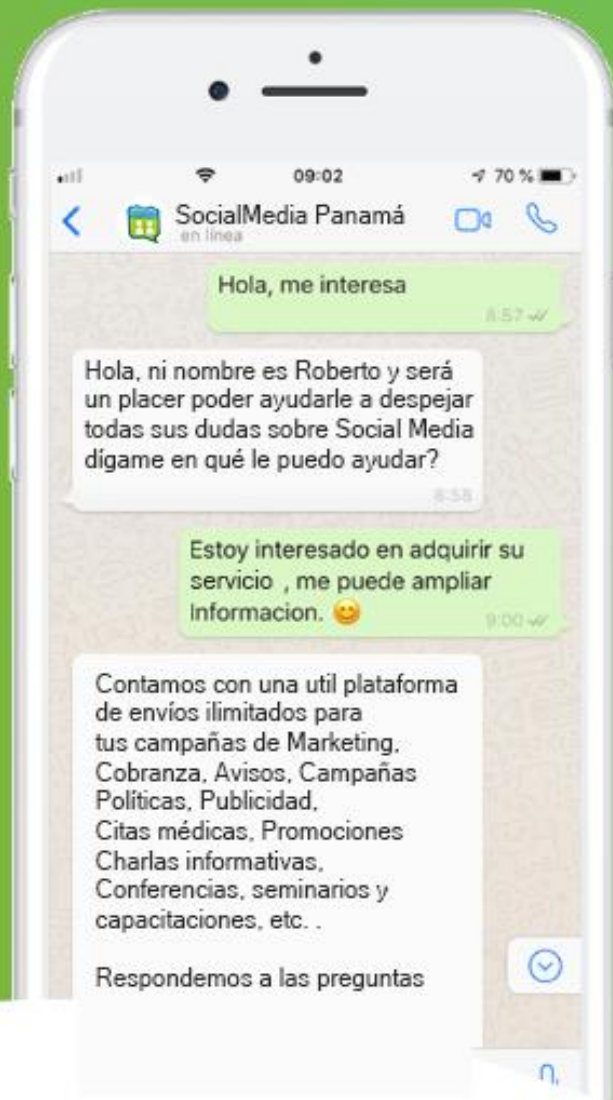 09:02
70 %
SocialMedia Panamá
en línea
Hola, me interesa
8:57
Hola, ni nombre es Roberto y será
un placer poder ayudarle a despejar
todas sus dudas sobre Social Media
dígame en qué le puedo ayudar?
8:58
Estoy interesado en adquirir su
servicio , me puede ampliar
Informacion. 😊
9:00
Contamos con una util plataforma
de envíos ilimitados para
tus campañas de Marketing,
Cobranza, Avisos, Campañas
Políticas, Publicidad,
Citas médicas, Promociones
Charlas informativas,
Conferencias, seminarios y
capacitaciones, etc. .
Respondemos a las preguntas